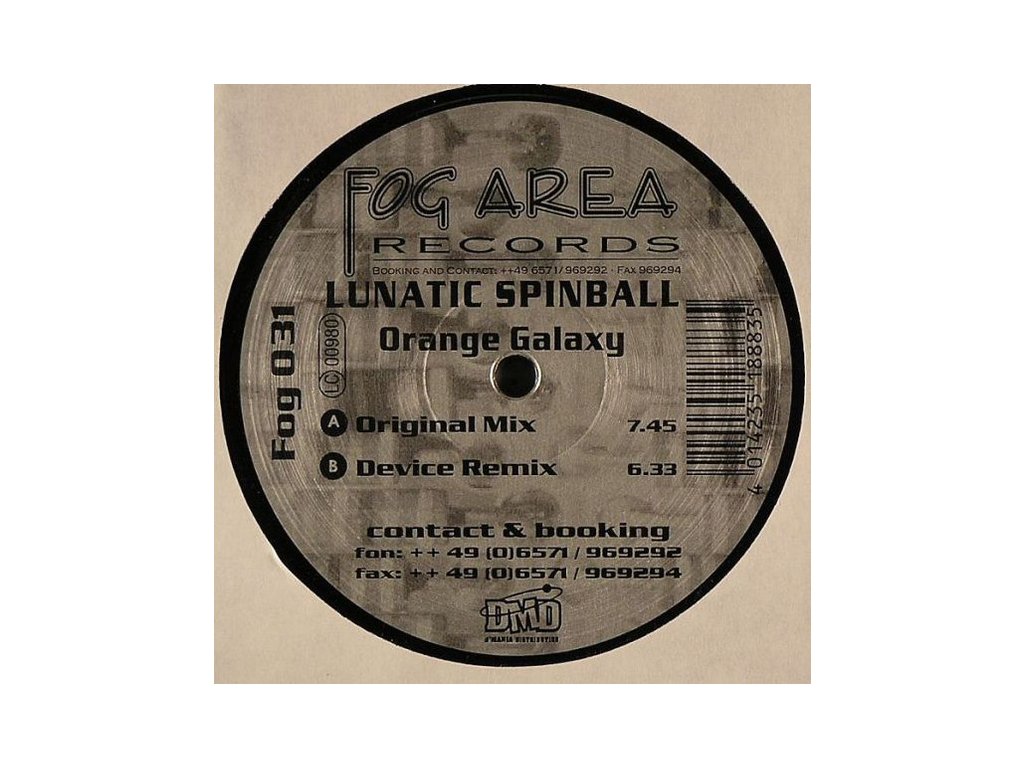 FOG AREA
RECORDS
BOOKING AND CONTACT: ++49 6571/ 969292 · FAX 969294
LUNATIC SPINBALL
Orange Galaxy
Fog 031
LC 00980
A Original Mix 7.45
B Device Remix 6.33
4 014235 188835
contact & booking
fon: ++ 49 (0)6571 / 969292
fax: ++ 49 (0)6571 / 969294
DMD
D'MANIA DISTRIBUTION